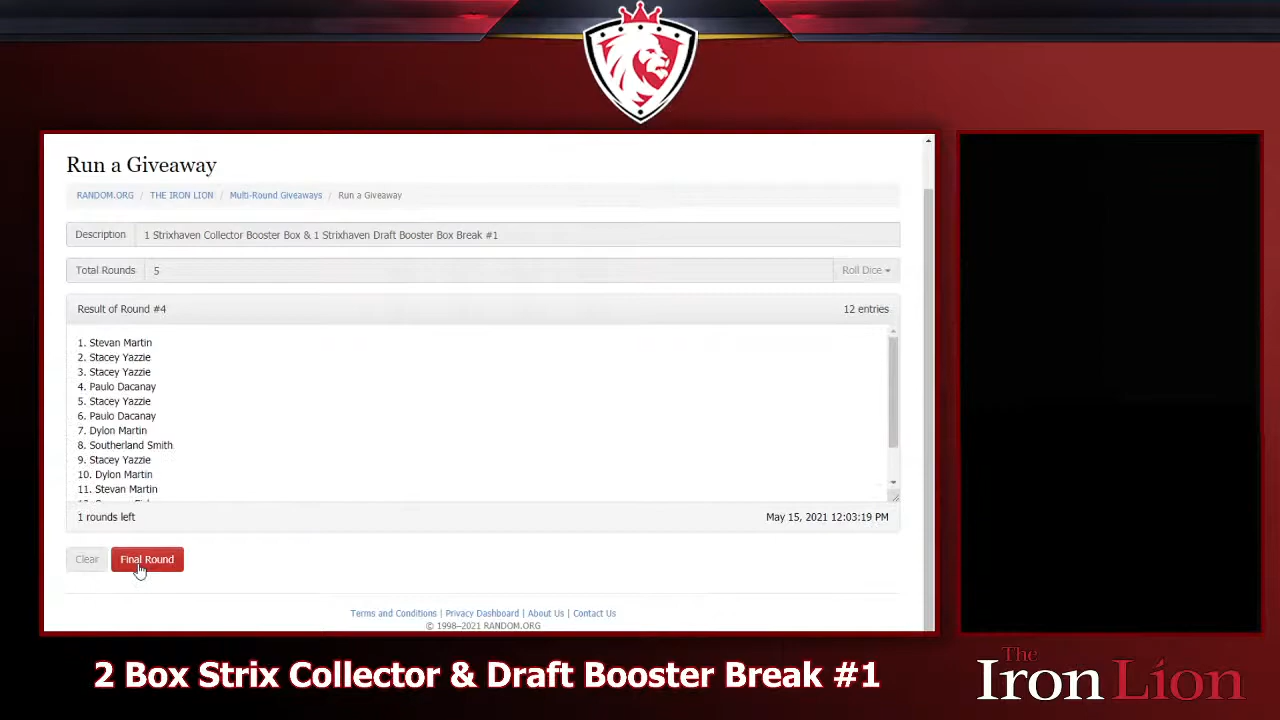 Run a Giveaway
RANDOM.ORG / THE IRON LION / Multi-Round Giveaways / Run a Giveaway
Description 1 Strixhaven Collector Booster Box & 1 Strixhaven Draft Booster Box Break #1
Total Rounds 5 Roll Dice
Result of Round #4 12 entries
1. Stevan Martin
2. Stacey Yazzie
3. Stacey Yazzie
4. Paulo Dacanay
5. Stacey Yazzie
6. Paulo Dacanay
7. Dylon Martin
8. Southerland Smith
9. Stacey Yazzie
10. Dylon Martin
11. Stevan Martin
1 rounds left May 15, 2021 12:03:19 PM
Clear Final Round
Terms and Conditions | Privacy Dashboard | About Us | Contact Us
© 1998–2021 RANDOM.ORG
2 Box Strix Collector & Draft Booster Break #1
The
Iron Lion